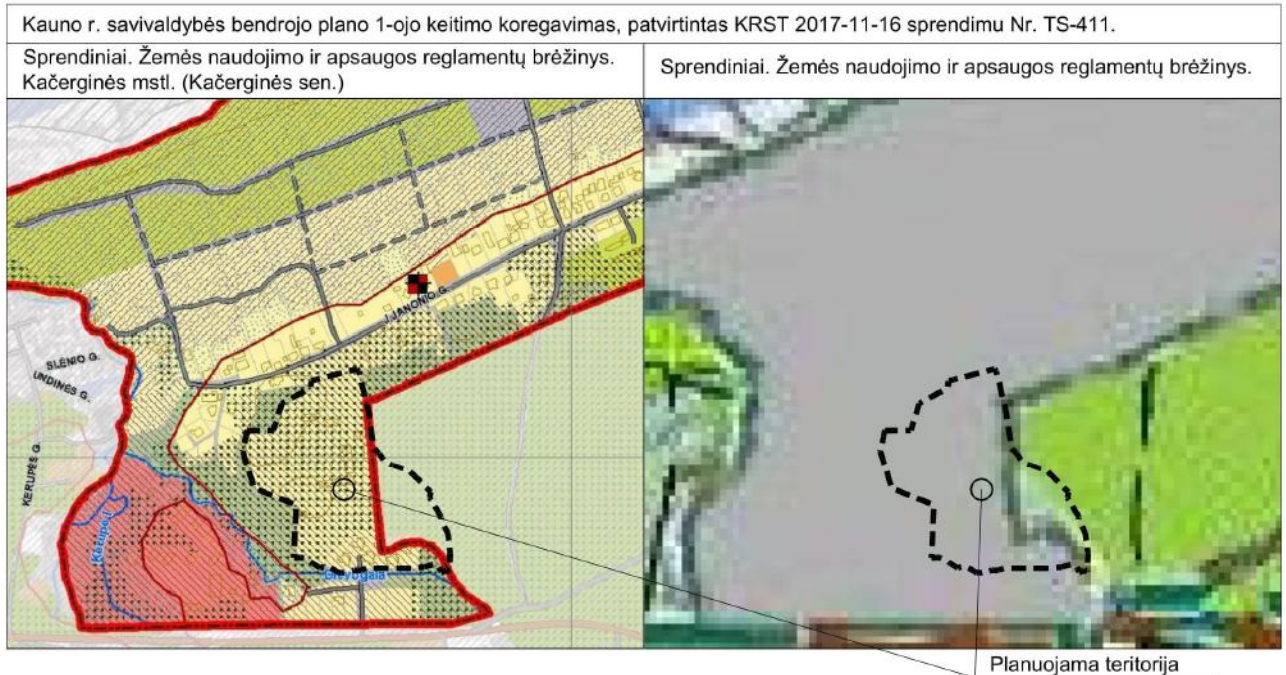 Kauno r. savivaldybės bendrojo plano 1-ojo keitimo koregavimas, patvirtintas KRST 2017-11-16 sprendimu Nr. TS-411.
Sprendiniai. Žemės naudojimo ir apsaugos reglamentų brėžinys.
Kačerginės mstl. (Kačerginės sen.)
Sprendiniai. Žemės naudojimo ir apsaugos reglamentų brėžinys.
J.JANONIO G.
SLĖNIO G.
UNDINĖS G.
KERUPĖS G.
Planuojama teritorija